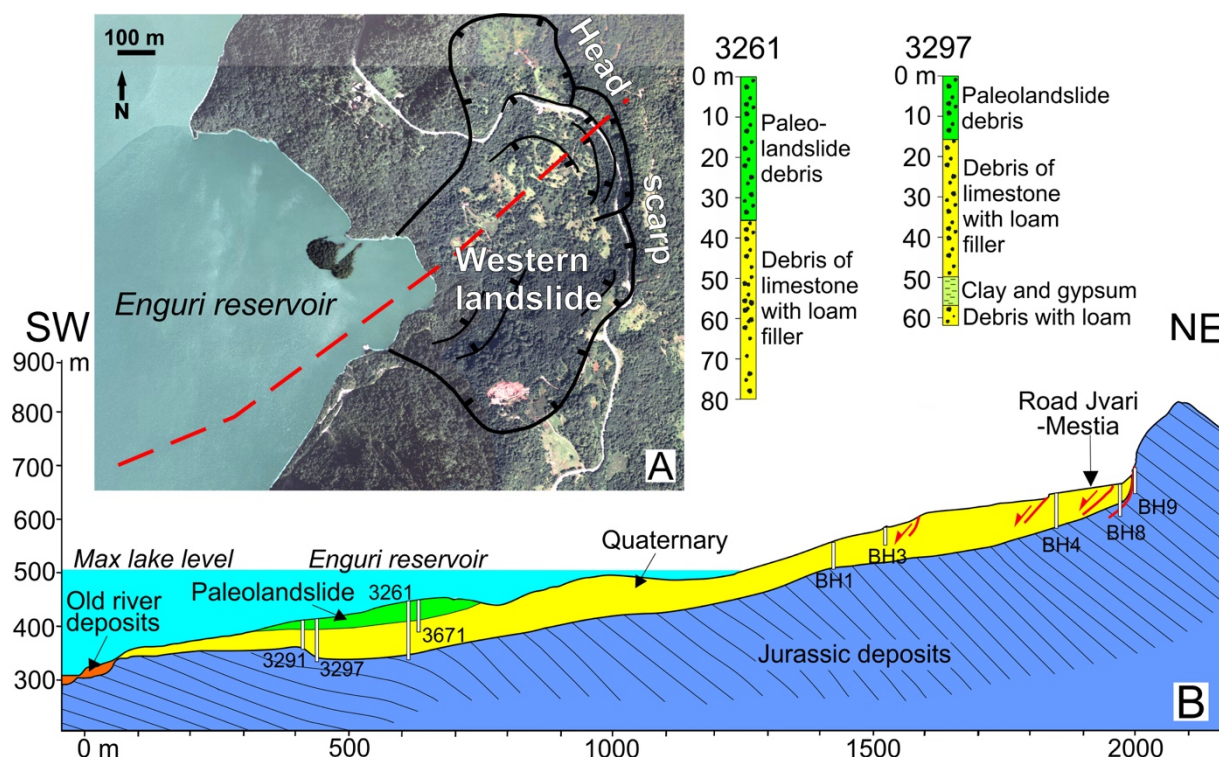 100 m
N
Head
scarp
Western
landslide
Enguri reservoir
A
3261
0 m
10
20
30
40
50
60
70
80
Paleo-
landslide
debris
Debris of
limestone
with loam
filler
3297
0 m
10
20
30
40
50
60
Paleolandslide
debris
Debris of
limestone
with loam
filler
Clay and gypsum
Debris with loam
SW
NE
900 m
800
700
600
500
400
300
Max lake level
Enguri reservoir
Old river
deposits
Paleolandslide
3261
3671
3291
3297
Quaternary
Road Jvari
-Mestia
BH1
BH3
BH4
BH8
BH9
Jurassic deposits
B
0 m
500
1000
1500
2000